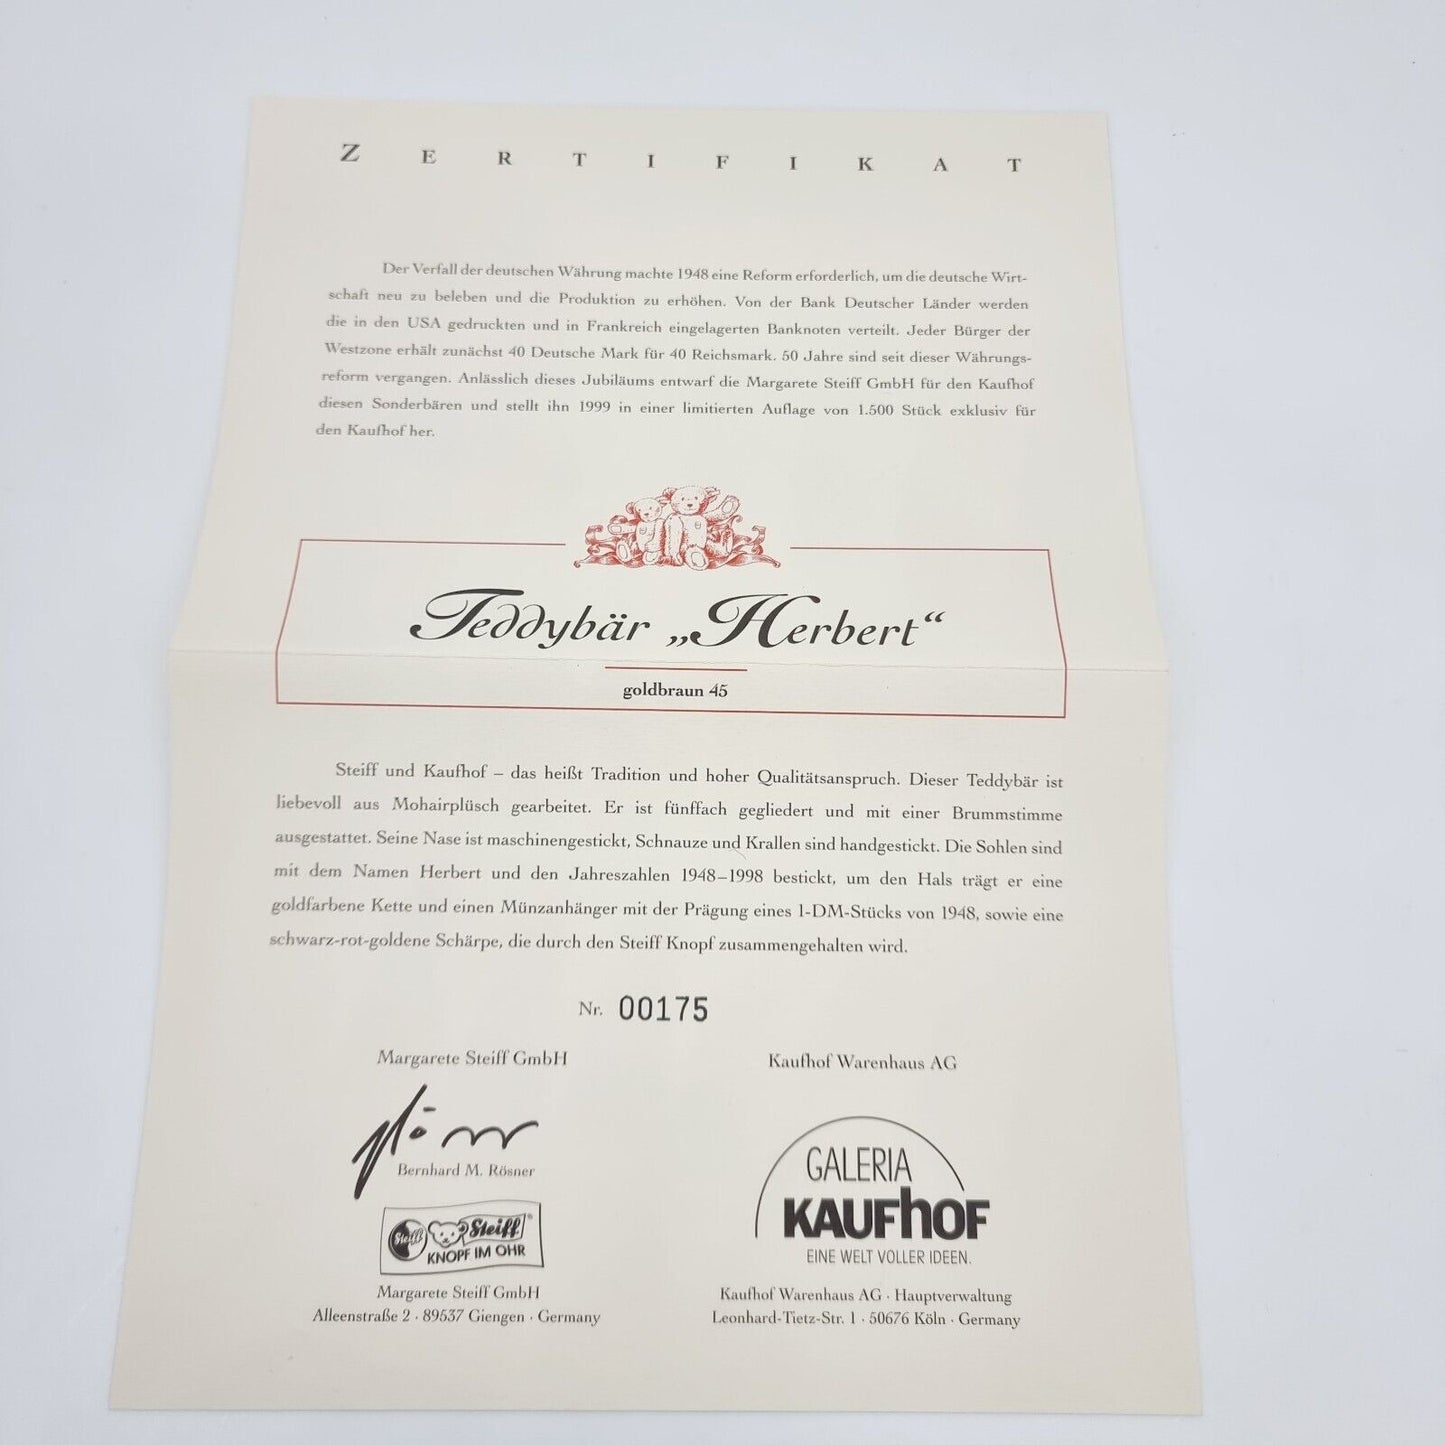 ZERTIFIKAT
Der Verfall der deutschen Währung machte 1948 eine Reform erforderlich, um die deutsche Wirt-
schaft neu zu beleben und die Produktion zu erhöhen. Von der Bank Deutscher Länder werden
die in den USA gedruckten und in Frankreich eingelagerten Banknoten verteilt. Jeder Bürger der
Westzone erhält zunächst 40 Deutsche Mark für 40 Reichsmark. 50 Jahre sind seit dieser Währungs-
reform vergangen. Anlässlich dieses Jubiläums entwarf die Margarete Steiff GmbH für den Kaufhof
diesen Sonderbären und stellt ihn 1999 in einer limitierten Auflage von 1.500 Stück exklusiv für
den Kaufhof her.
Teddybär „Herbert“
goldbraun 45
Steiff und Kaufhof – das heißt Tradition und hoher Qualitätsanspruch. Dieser Teddybär ist
liebevoll aus Mohairplüsch gearbeitet. Er ist fünffach gegliedert und mit einer Brummstimme
ausgestattet. Seine Nase ist maschinengestickt, Schnauze und Krallen sind handgestickt. Die Sohlen sind
mit dem Namen Herbert und den Jahreszahlen 1948–1998 bestickt, um den Hals trägt er eine
goldfarbene Kette und einen Münzanhänger mit der Prägung eines 1-DM-Stücks von 1948, sowie eine
schwarz-rot-goldene Schärpe, die durch den Steiff Knopf zusammengehalten wird.
Nr. 00175
Margarete Steiff GmbH
Bernhard M. Rösner
Steiff Steiff®
KNOPF IM OHR
Margarete Steiff GmbH
Alleenstraße 2 · 89537 Giengen · Germany
Kaufhof Warenhaus AG
GALERIA
KAUFhOF
EINE WELT VOLLER IDEEN.
Kaufhof Warenhaus AG · Hauptverwaltung
Leonhard-Tietz-Str. 1 · 50676 Köln · Germany